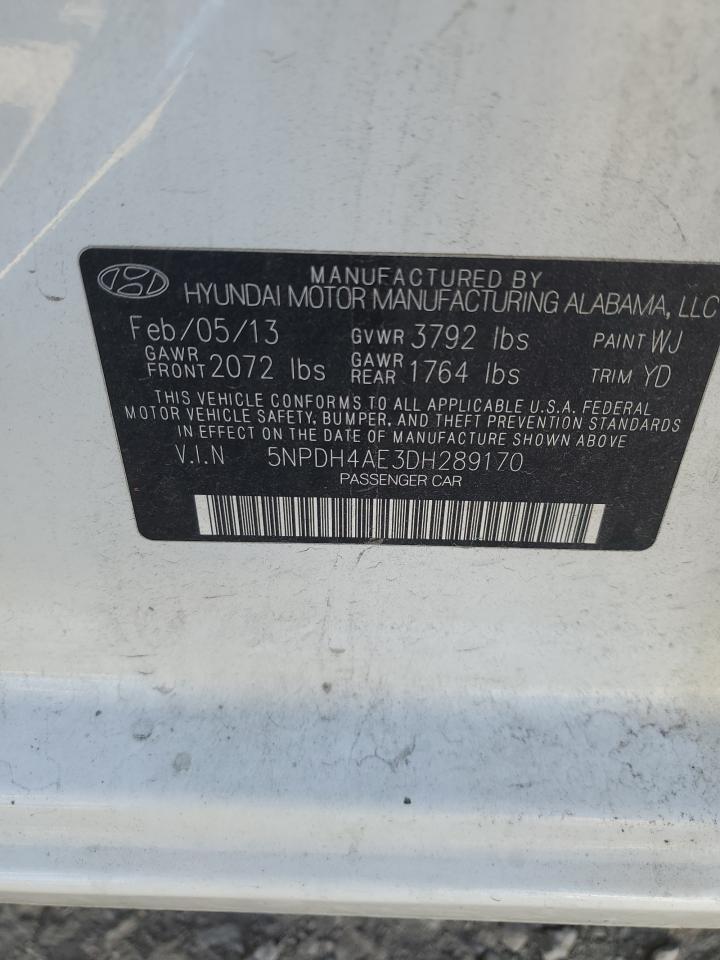 MANUFACTURED BY
HYUNDAI MOTOR MANUFACTURING ALABAMA, LLC
Feb/05/13 GVWR 3792 lbs PAINT WJ
GAWR FRONT 2072 lbs GAWR REAR 1764 lbs TRIM YD
THIS VEHICLE CONFORMS TO ALL APPLICABLE U.S.A. FEDERAL
MOTOR VEHICLE SAFETY, BUMPER, AND THEFT PREVENTION STANDARDS
IN EFFECT ON THE DATE OF MANUFACTURE SHOWN ABOVE
V.I.N 5NPDH4AE3DH289170
PASSENGER CAR